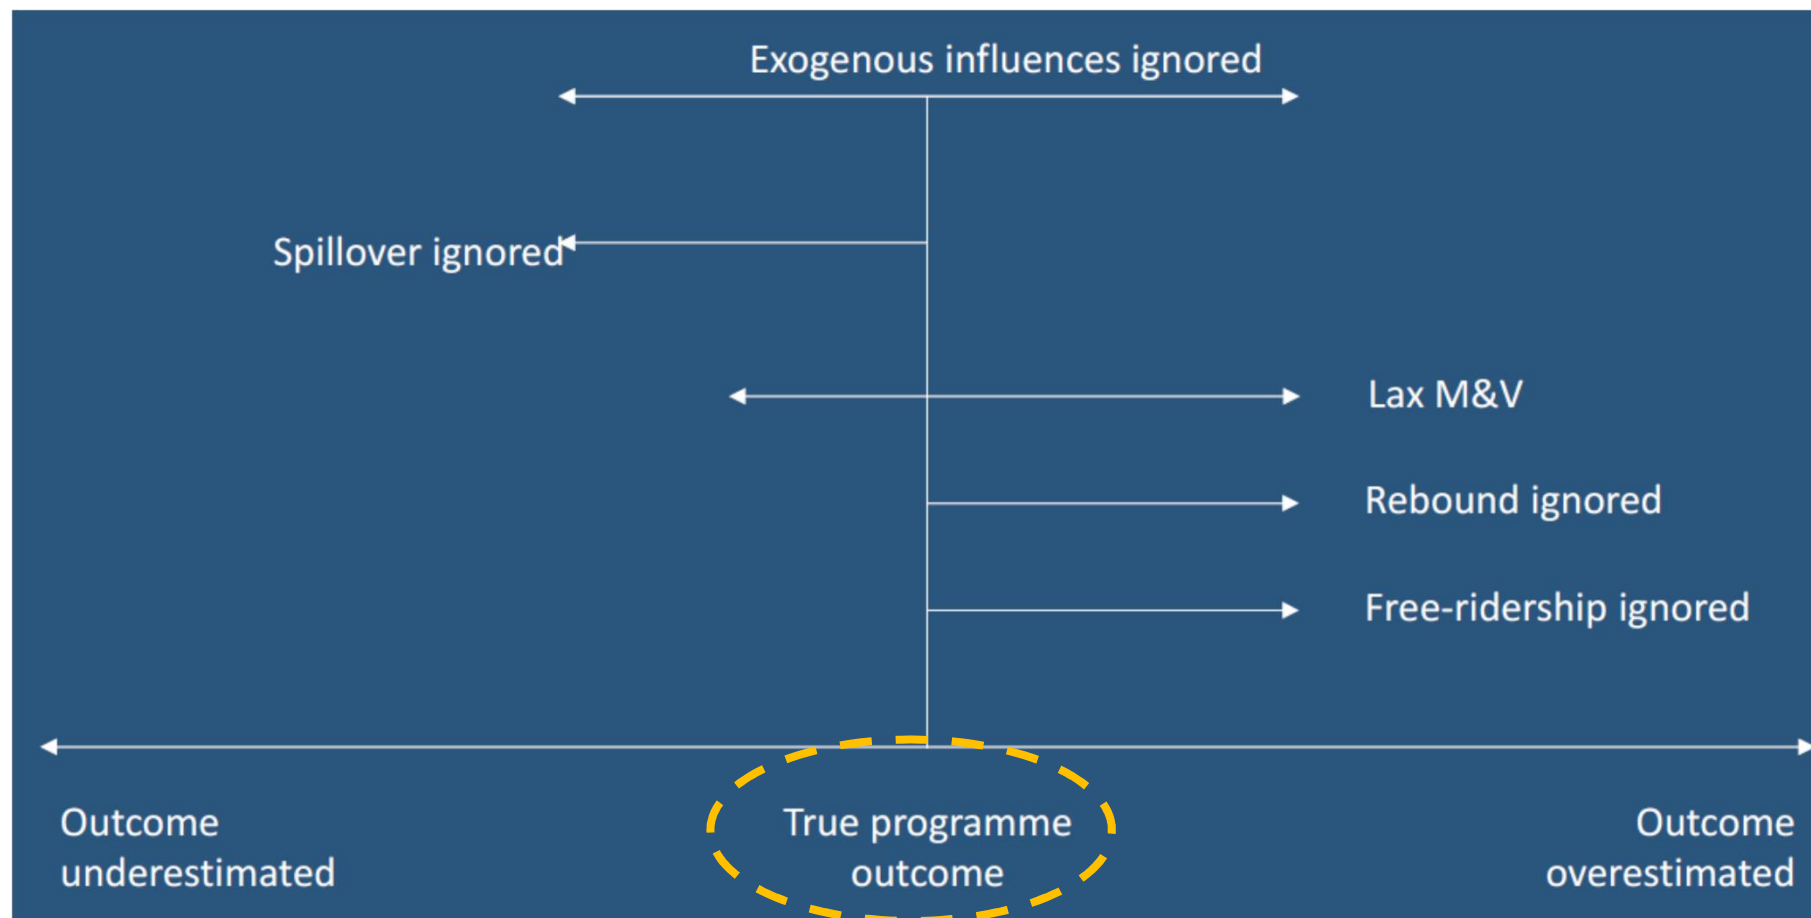 Exogenous influences ignored
Spillover ignored
Lax M&V
Rebound ignored
Free-ridership ignored
Outcome
underestimated
True programme
outcome
Outcome
overestimated